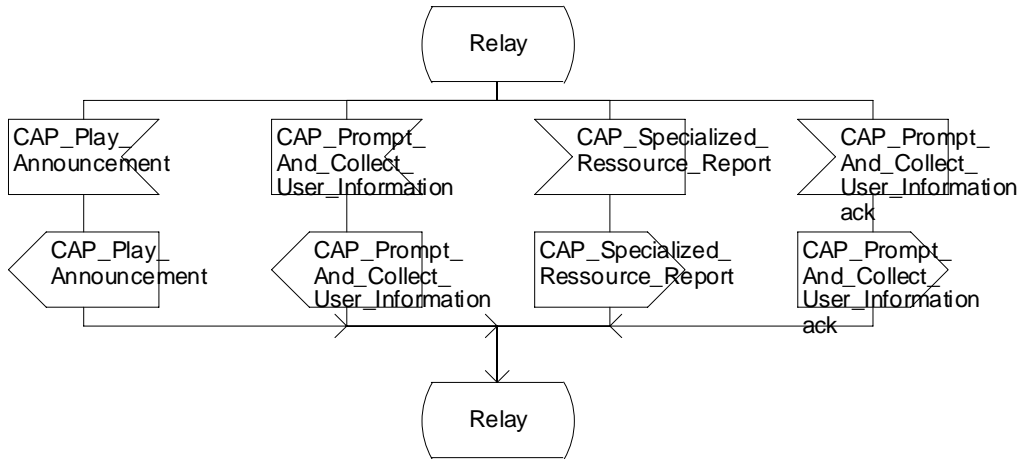 Relay
CAP_Play_
Announcement
CAP_Prompt_
And_Collect_
User_Information
CAP_Specialized_
Ressource_Report
CAP_Prompt_
And_Collect_
User_Information
ack
CAP_Play_
Announcement
CAP_Prompt_
And_Collect_
User_Information
CAP_Specialized_
Ressource_Report
CAP_Prompt_
And_Collect_
User_Information
ack
Relay